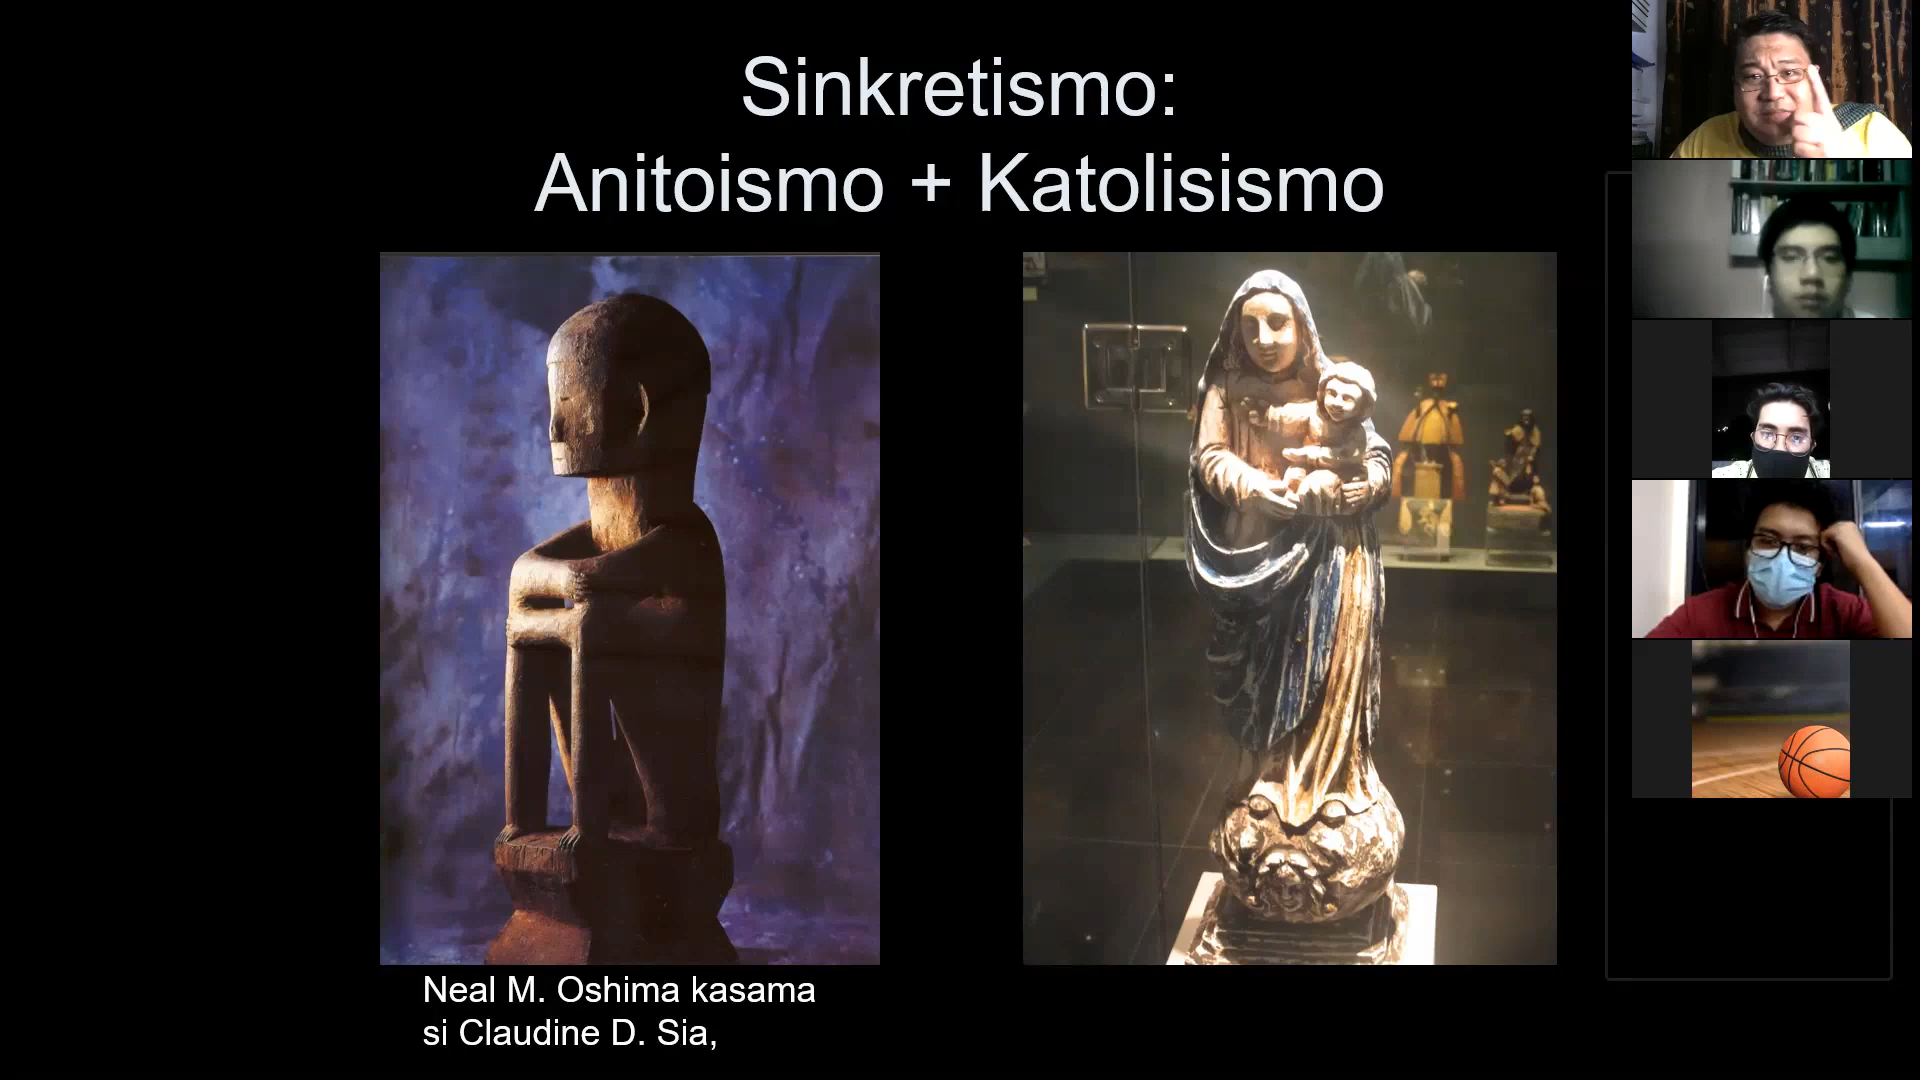 Sinkretismo:
Anitoismo + Katolisismo
Neal M. Oshima kasama
si Claudine D. Sia,